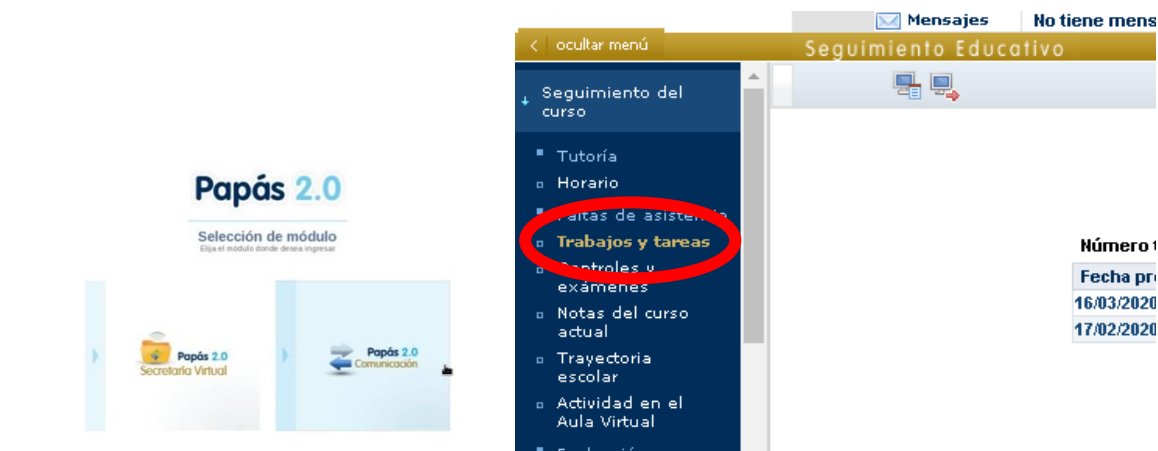 Papás 2.0
Selección de módulo
Elija el módulo donde desea ingresar
Papás 2.0
Secretaría Virtual
Papás 2.0
Comunicación
Mensajes
No tiene mens
< ocultar menú
Seguimiento Educativo
Seguimiento del
curso
Tutoría
Horario
Faltas de asistencia
Trabajos y tareas
Controles y
exámenes
Notas del curso
actual
Trayectoria
escolar
Actividad en el
Aula Virtual
Número t
Fecha pre
16/03/2020
17/02/2020